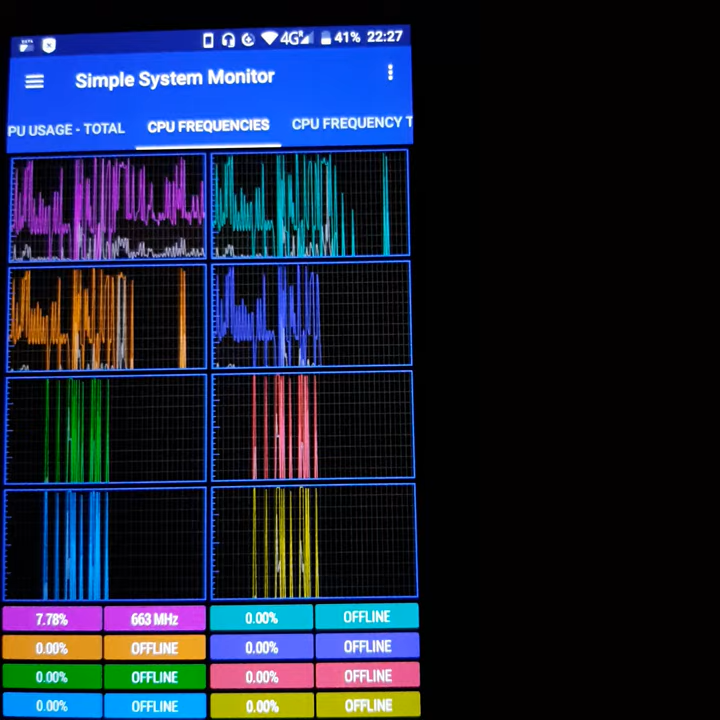 4G 41% 22:27
Simple System Monitor
PU USAGE - TOTAL CPU FREQUENCIES CPU FREQUENCY T
7.78% 663 MHz 0.00% OFFLINE
0.00% OFFLINE 0.00% OFFLINE
0.00% OFFLINE 0.00% OFFLINE
0.00% OFFLINE 0.00% OFFLINE